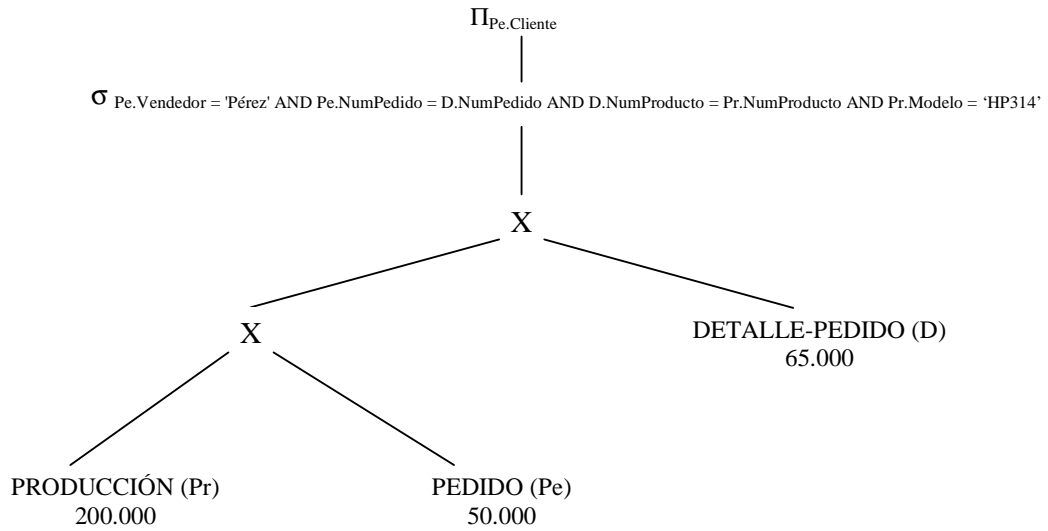 Π Pe.Cliente
σ Pe.Vendedor = 'Pérez' AND Pe.NumPedido = D.NumPedido AND D.NumProducto = Pr.NumProducto AND Pr.Modelo = ‘HP314’
X
X
DETALLE-PEDIDO (D)
65.000
PRODUCCIÓN (Pr)
200.000
PEDIDO (Pe)
50.000